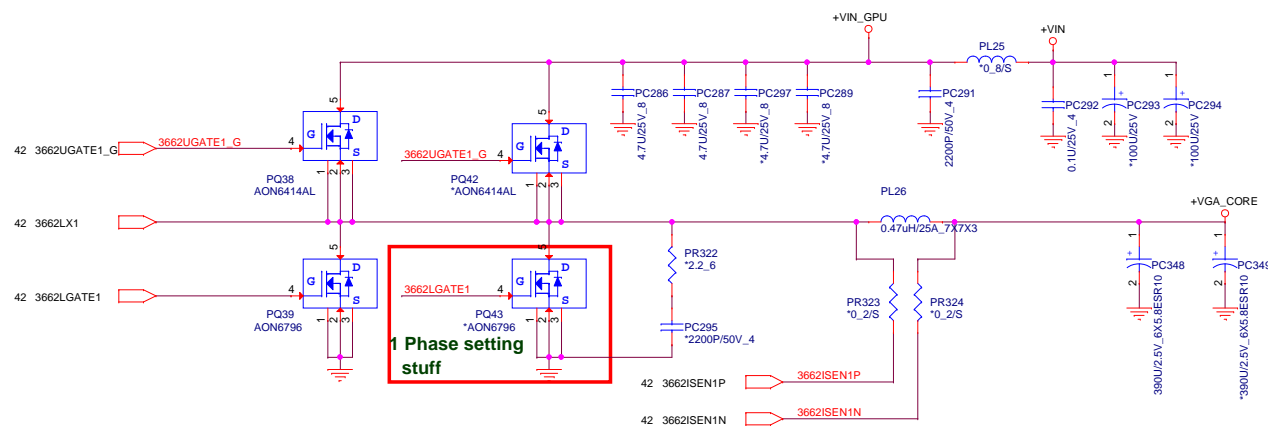 +VIN_GPU
+VIN
PL25
*0_8/S
5
D
G
S
4
1
2
3
42 3662UGATE1_G
3662UGATE1_G
PQ38
AON6414AL
5
D
G
S
4
1
2
3
3662UGATE1_G
PQ42
*AON6414AL
PC286
4.7U/25V_8
PC287
4.7U/25V_8
PC297
*4.7U/25V_8
PC289
*4.7U/25V_8
PC291
2200P/50V_4
PC292
0.1U/25V_4
1
+
2
PC293
*100U/25V
1
+
2
PC294
*100U/25V
42 3662LX1
PL26
0.47uH/25A_7X7X3
+VGA_CORE
42 3662LGATE1
5
D
G
S
4
1
2
3
PQ39
AON6796
3662LGATE1
5
D
G
S
4
1
2
3
PQ43
*AON6796
1 Phase setting
stuff
PR322
*2.2_6
PC295
*2200P/50V_4
PR323
*0_2/S
PR324
*0_2/S
1
+
2
PC348
390U/2.5V_6X5.8ESR10
1
+
2
PC349
*390U/2.5V_6X5.8ESR10
42 3662ISEN1P
3662ISEN1P
42 3662ISEN1N
3662ISEN1N